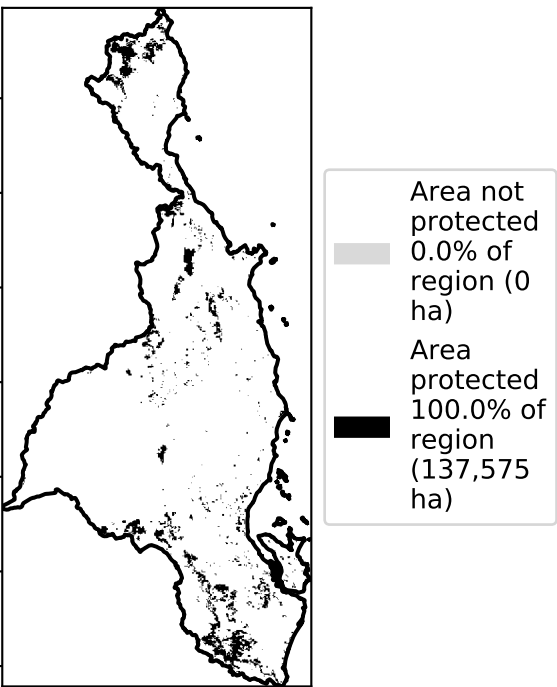 Area not
protected
0.0% of
region (0
ha)
Area
protected
100.0% of
region
(137,575
ha)